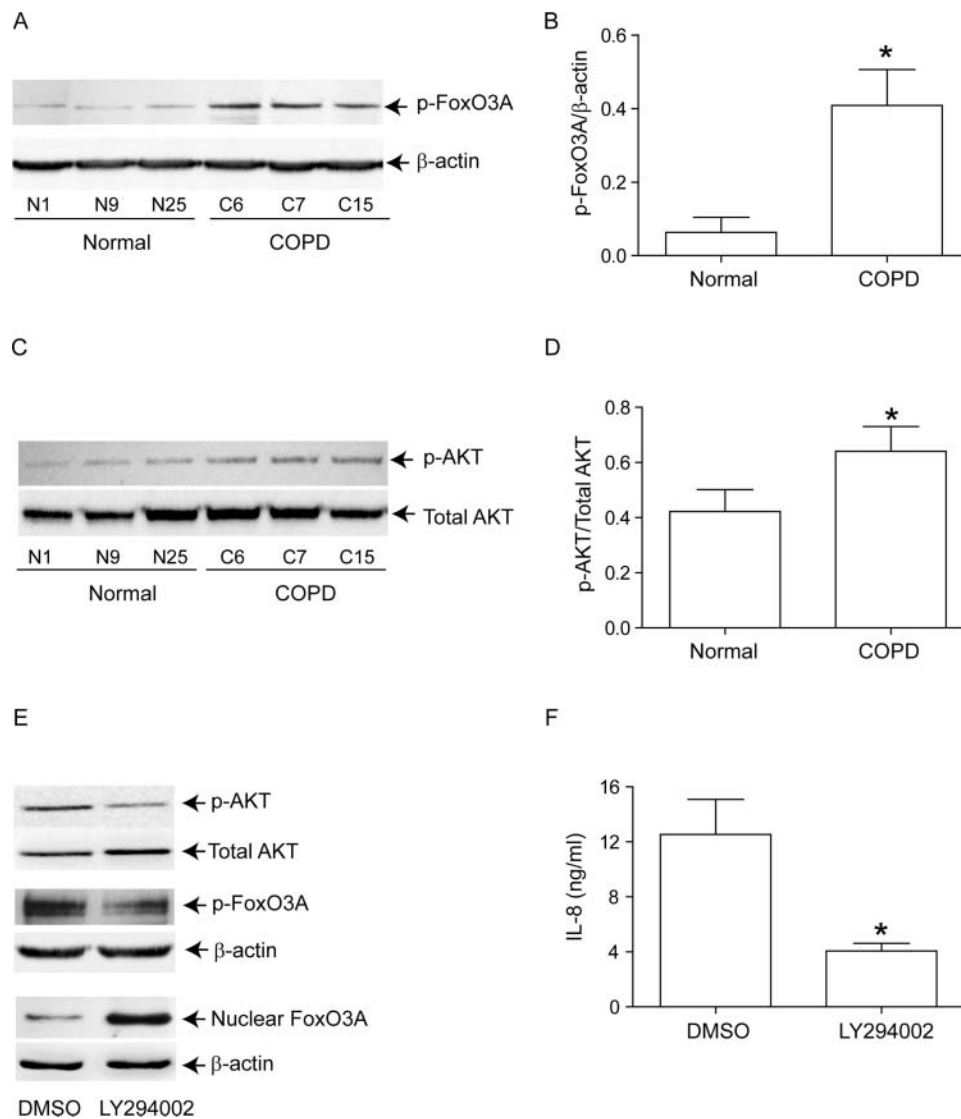 A
p-FoxO3A
β-actin
N1 N9 N25 C6 C7 C15
Normal COPD
B
p-FoxO3A/β-actin
0.6
0.4
0.2
0.0
*
Normal COPD
C
p-AKT
Total AKT
N1 N9 N25 C6 C7 C15
Normal COPD
D
p-AKT/Total AKT
0.8
0.6
0.4
0.2
0.0
*
Normal COPD
E
p-AKT
Total AKT
p-FoxO3A
β-actin
Nuclear FoxO3A
β-actin
DMSO LY294002
F
IL-8 (ng/ml)
16
12
8
4
0
*
DMSO LY294002